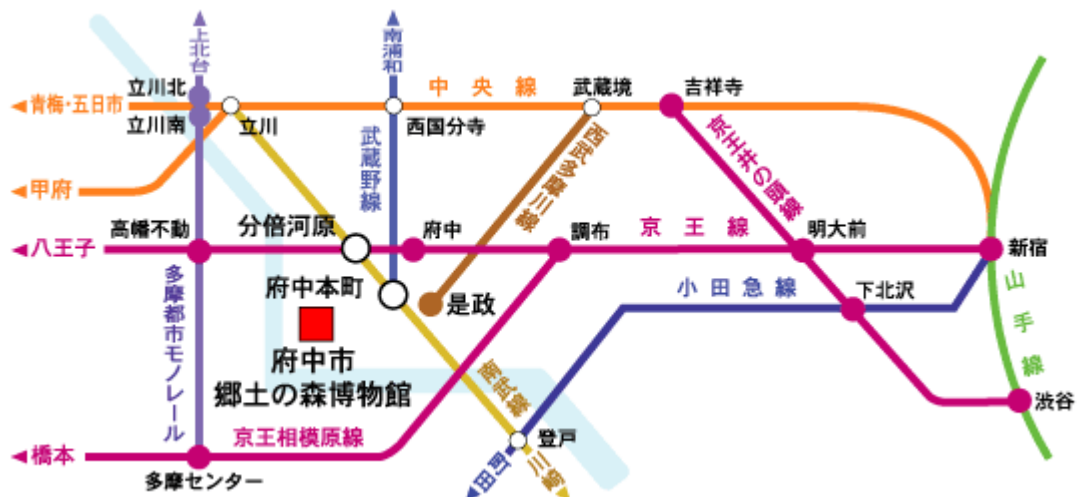 上北台
南浦和
立川北
中央線
武蔵境
吉祥寺
青梅・五日市
立川南
立川
西国分寺
武蔵野線
西武多摩川線
京王井の頭線
甲府
高幡不動
分倍河原
府中
調布
京王線
明大前
新宿
八王子
府中本町
是政
小田急線
下北沢
山手線
多摩都市モノレール
府中市
郷土の森博物館
南武線
渋谷
橋本
京王相模原線
登戸
多摩センター
町田
川崎